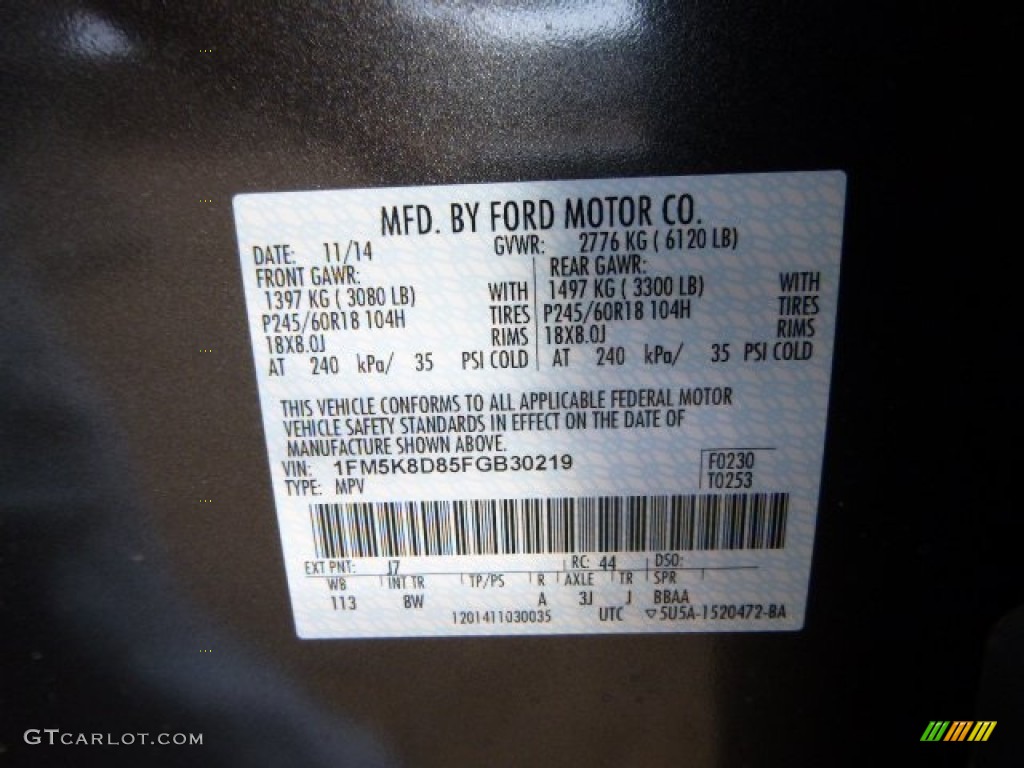 MFD. BY FORD MOTOR CO.
DATE: 11/14 GVWR: 2776 KG ( 6120 LB)
FRONT GAWR: REAR GAWR:
1397 KG ( 3080 LB) WITH 1497 KG ( 3300 LB) WITH
P245/60R18 104H TIRES P245/60R18 104H TIRES
18X8.0J RIMS 18X8.0J RIMS
AT 240 kPa/ 35 PSI COLD AT 240 kPa/ 35 PSI COLD
THIS VEHICLE CONFORMS TO ALL APPLICABLE FEDERAL MOTOR
VEHICLE SAFETY STANDARDS IN EFFECT ON THE DATE OF
MANUFACTURE SHOWN ABOVE.
VIN: 1FM5K8D85FGB30219 F0230
TYPE: MPV T0253
EXT PNT: J7 RC: 44 DSO:
WB INT TR TP/PS R AXLE TR SPR
113 8W A 3J J BBAA
1201411030035 UTC ▽5U5A-1520472-BA
GTCARLOT.COM